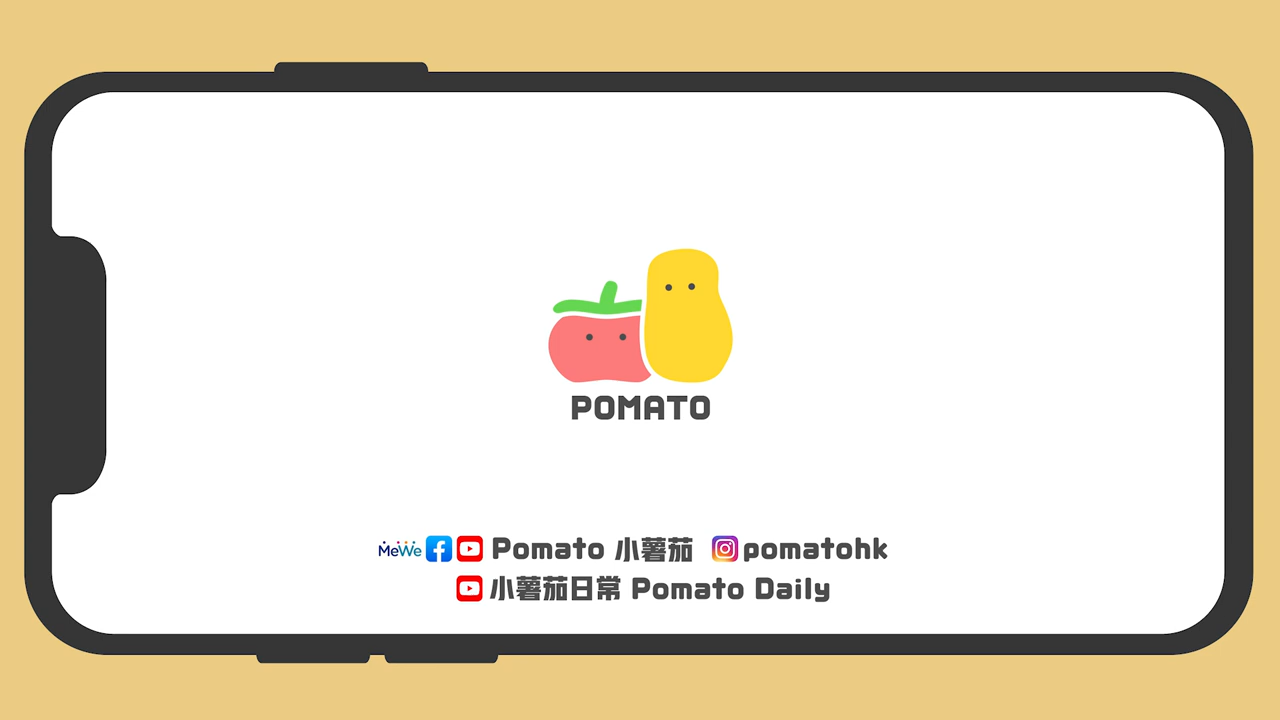 POMATO
MeWe Pomato 小薯茄 pomatohk
小薯茄日常 Pomato Daily